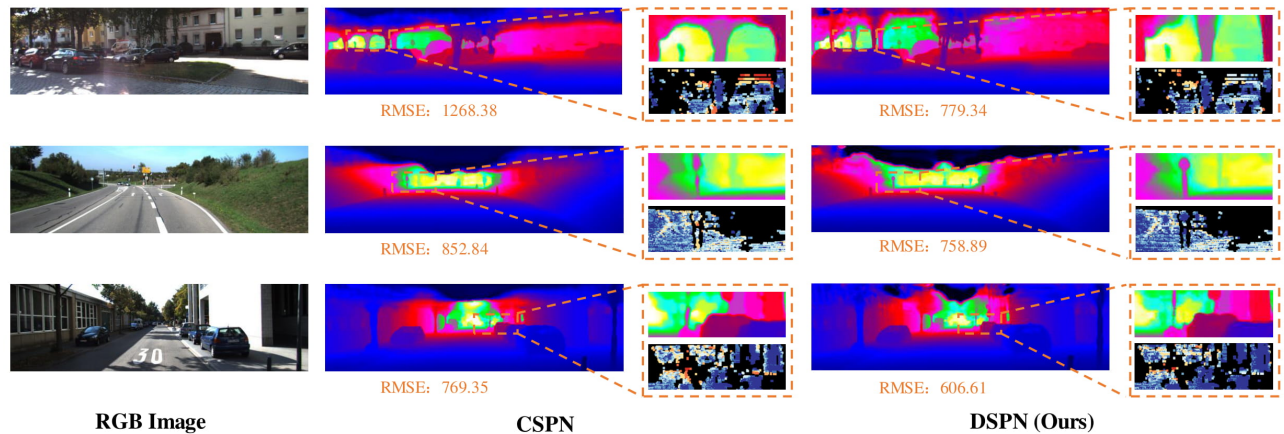 RMSE：1268.38
RMSE：779.34
RMSE：852.84
RMSE：758.89
30
RMSE：769.35
RMSE：606.61
RGB Image
CSPN
DSPN (Ours)